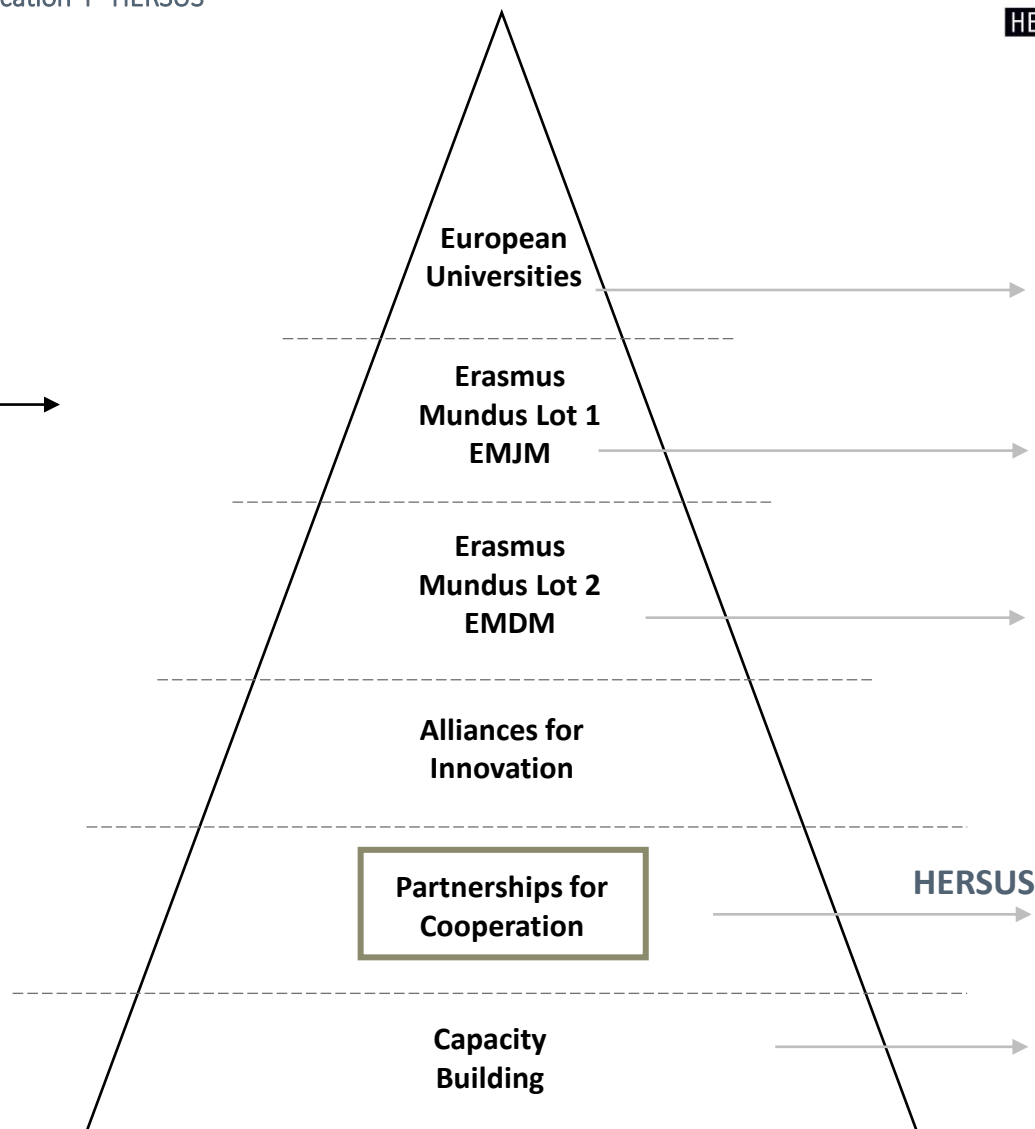 HERSUS
European
Universities
Erasmus
Mundus Lot 1
EMJM
Erasmus
Mundus Lot 2
EMDM
Alliances for
Innovation
Partnerships for
Cooperation
HERSUS
Capacity
Building